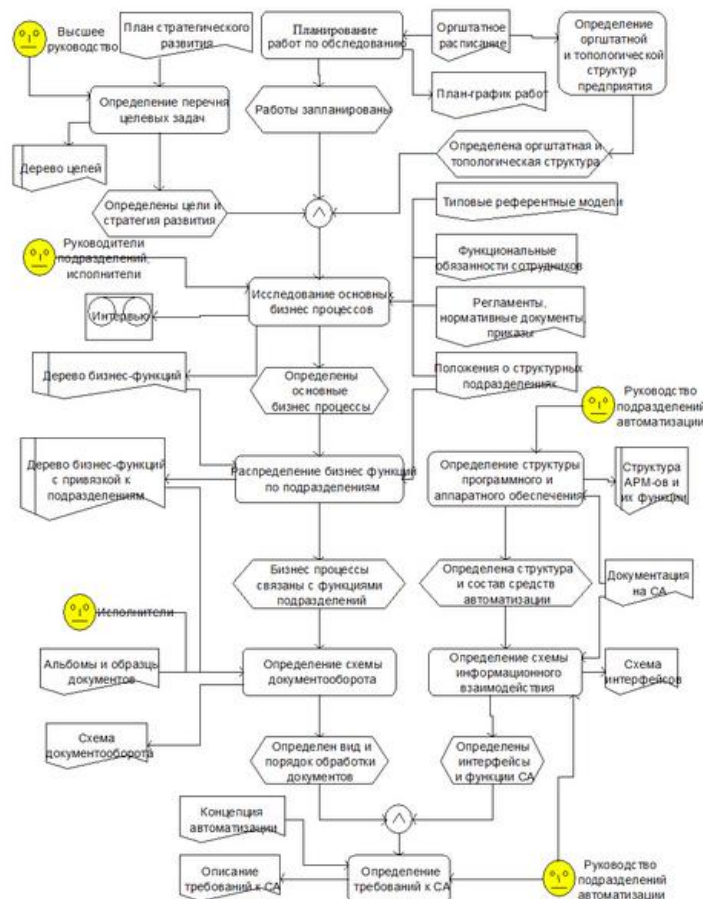 Высшее
руководство
План стратегического
развития
Планирование
работ по обследованию
Оргштатное
расписание
Определение
оргштатной
и топологической
структур
предприятия
Определение перечня
целевых задач
Работы запланированы
План-график работ
Дерево целей
Определена оргштатная и
топологическая структура
Определены цели и
стратегия развития
Типовые референтные модели
Руководители
подразделений,
исполнители
Функциональные
обязанности сотрудников
Исследование основны
бизнес процессов
Интервью
Регламенты,
нормативные документы,
приказы
Дерево бизнес-функций
Определены
основные
бизнес процессы
Положения о структурных
подразделениях
Руководство
подразделений
автоматизации
Дерево бизнес-функций
с привязкой к
подразделениям
Распределение бизнес функций
по подразделениям
Определение структуры
программного и
аппаратного обеспечения
Структура
АРМ-ов и
их функции
Бизнес процессы
связаны с функциями
подразделений
Определена структура
и состав средств
автоматизации
Документация
на СА
Исполнители
Альбомы и образцы
документов
Определение схемы
документооборота
Определение схемы
информационного
взаимодействия
Схема
интерфейсов
Схема
документооборота
Определен вид и
порядок обработки
документов
Определены
интерфейсы
и функции СА
Концепция
автоматизации
Описание
требований к СА
Определение
требований к СА
Руководство
подразделений
автоматизации